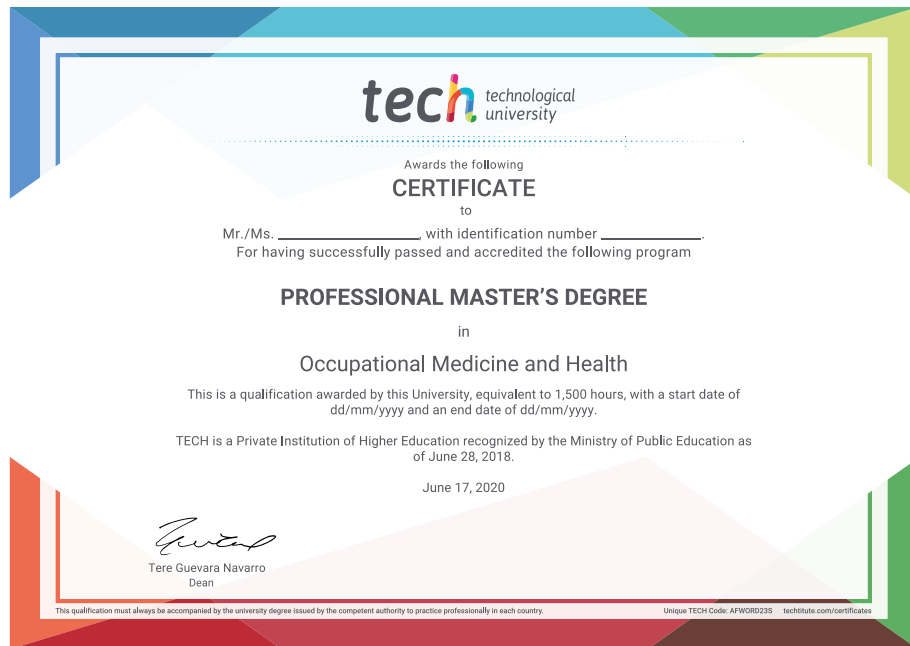 tech technological
university
Awards the following
CERTIFICATE
to
Mr./Ms. ____________________, with identification number ______________.
For having successfully passed and accredited the following program
PROFESSIONAL MASTER'S DEGREE
in
Occupational Medicine and Health
This is a qualification awarded by this University, equivalent to 1,500 hours, with a start date of
dd/mm/yyyy and an end date of dd/mm/yyyy.
TECH is a Private Institution of Higher Education recognized by the Ministry of Public Education as
of June 28, 2018.
June 17, 2020
Tere Guevara Navarro
Dean
This qualification must always be accompanied by the university degree issued by the competent authority to practice professionally in each country.
Unique TECH Code: AFWORD23S techtitute.com/certificates